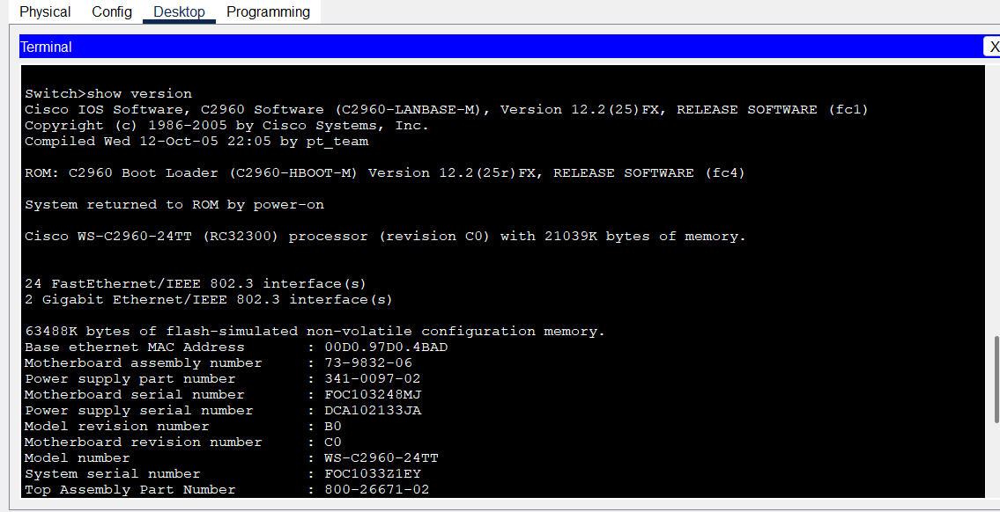 Physical Config Desktop Programming
Terminal X
Switch>show version
Cisco IOS Software, C2960 Software (C2960-LANBASE-M), Version 12.2(25)FX, RELEASE SOFTWARE (fc1)
Copyright (c) 1986-2005 by Cisco Systems, Inc.
Compiled Wed 12-Oct-05 22:05 by pt_team
ROM: C2960 Boot Loader (C2960-HBOOT-M) Version 12.2(25r)FX, RELEASE SOFTWARE (fc4)
System returned to ROM by power-on
Cisco WS-C2960-24TT (RC32300) processor (revision C0) with 21039K bytes of memory.
24 FastEthernet/IEEE 802.3 interface(s)
2 Gigabit Ethernet/IEEE 802.3 interface(s)
63488K bytes of flash-simulated non-volatile configuration memory.
Base ethernet MAC Address : 00D0.97D0.4BAD
Motherboard assembly number : 73-9832-06
Power supply part number : 341-0097-02
Motherboard serial number : FOC103248MJ
Power supply serial number : DCA102133JA
Model revision number : B0
Motherboard revision number : C0
Model number : WS-C2960-24TT
System serial number : FOC1033Z1EY
Top Assembly Part Number : 800-26671-02